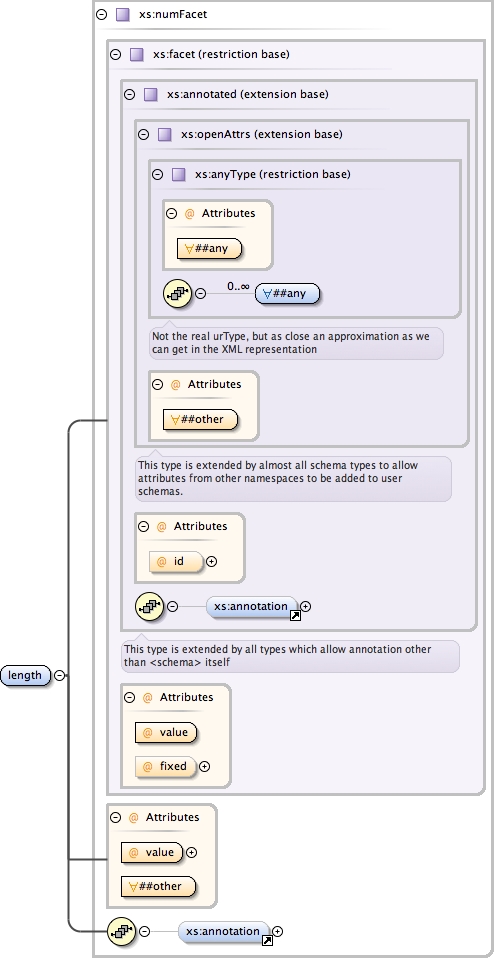 xs:numFacet
xs:facet (restriction base)
xs:annotated (extension base)
xs:openAttrs (extension base)
xs:anyType (restriction base)
@ Attributes
∀##any
0..∞
∀##any
Not the real urType, but as close an approximation as we
can get in the XML representation
@ Attributes
∀##other
This type is extended by almost all schema types to allow
attributes from other namespaces to be added to user
schemas.
@ Attributes
@ id
xs:annotation
This type is extended by all types which allow annotation other
than <schema> itself
length
@ Attributes
@ value
@ fixed
@ Attributes
@ value
∀##other
xs:annotation